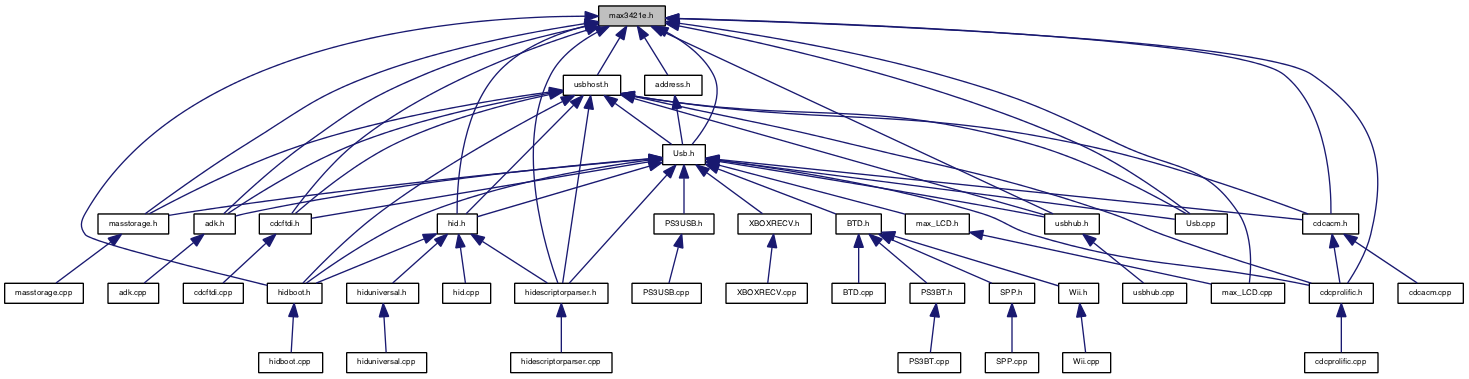 max3421e.h
usbhost.h
address.h
Usb.h
masstorage.h
adk.h
cdcftdi.h
hid.h
PS3USB.h
XBOXRECV.h
BTD.h
max_LCD.h
usbhub.h
Usb.cpp
cdcacm.h
masstorage.cpp
adk.cpp
cdcftdi.cpp
hidboot.h
hiduniversal.h
hid.cpp
hidescriptorparser.h
PS3USB.cpp
XBOXRECV.cpp
BTD.cpp
PS3BT.h
SPP.h
Wii.h
usbhub.cpp
max_LCD.cpp
cdcprolific.h
cdcacm.cpp
hidboot.cpp
hiduniversal.cpp
hidescriptorparser.cpp
PS3BT.cpp
SPP.cpp
Wii.cpp
cdcprolific.cpp